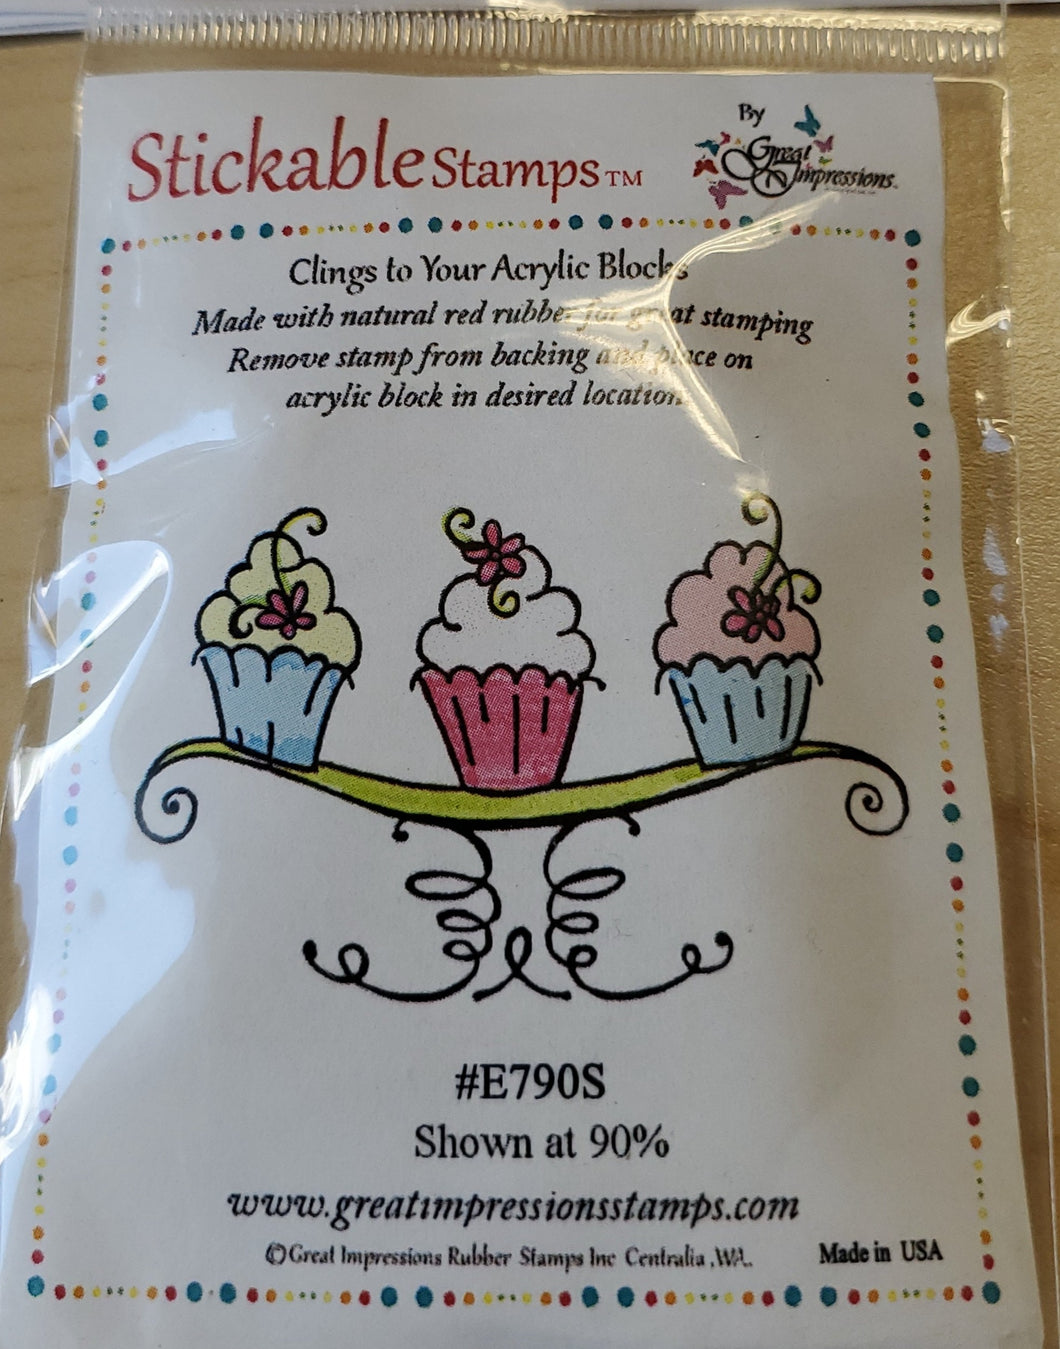 StickableStamps™
By
Great
Impressions.
Clings to Your Acrylic Blocks
Made with natural red rubber for great stamping
Remove stamp from backing and place on
acrylic block in desired location.
#E790S
Shown at 90%
www.greatimpressionsstamps.com
©Great Impressions Rubber Stamps Inc Centralia ,WA. Made in USA